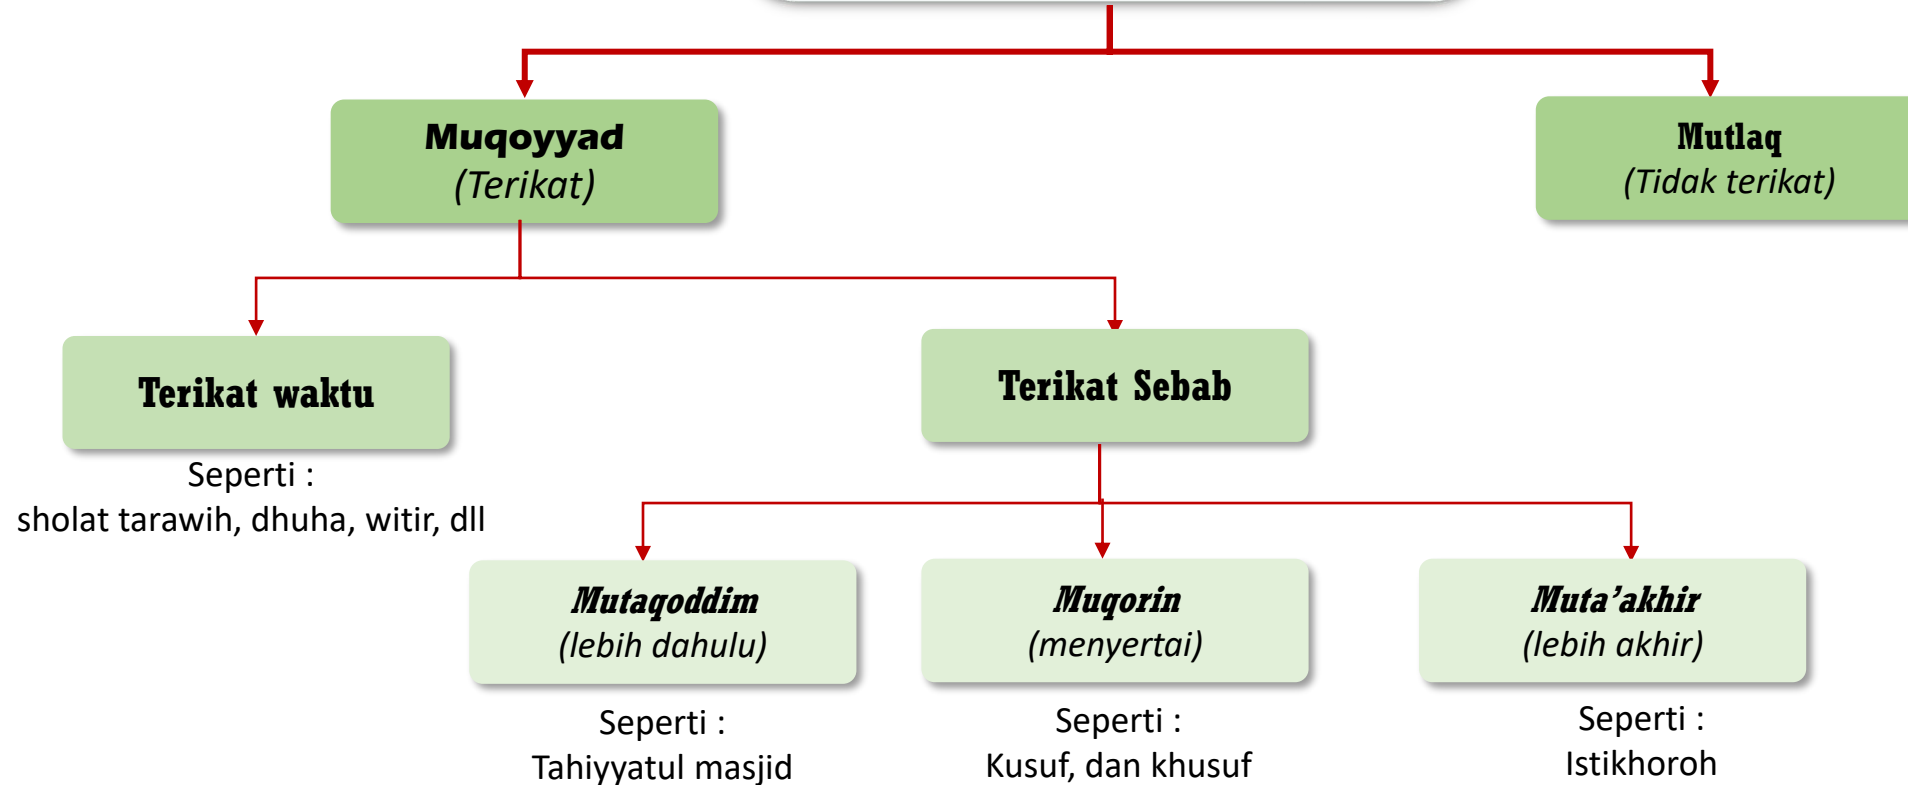 Muqoyyad
(Terikat)
Mutlaq
(Tidak terikat)
Terikat waktu
Seperti :
sholat tarawih, dhuha, witir, dll
Terikat Sebab
Mutaqoddim
(lebih dahulu)
Seperti :
Tahiyyatul masjid
Muqorin
(menyertai)
Seperti :
Kusuf, dan khusuf
Muta’akhir
(lebih akhir)
Seperti :
Istikhoroh